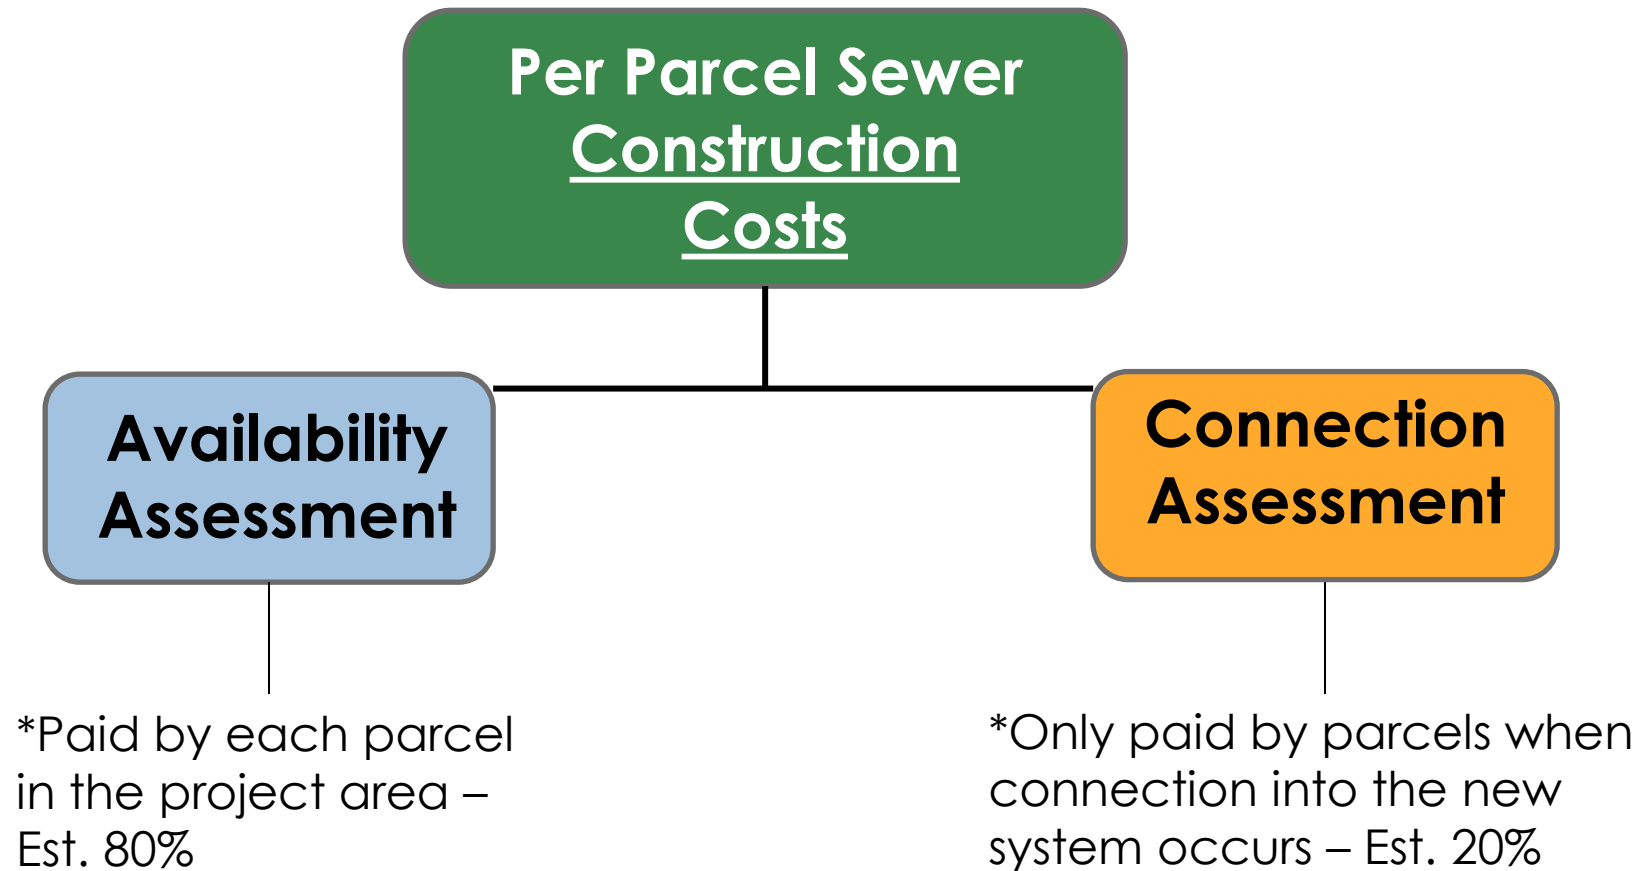 Per Parcel Sewer
Construction
Costs
Availability
Assessment
Connection
Assessment
*Paid by each parcel
in the project area –
Est. 80%
*Only paid by parcels when
connection into the new
system occurs – Est. 20%